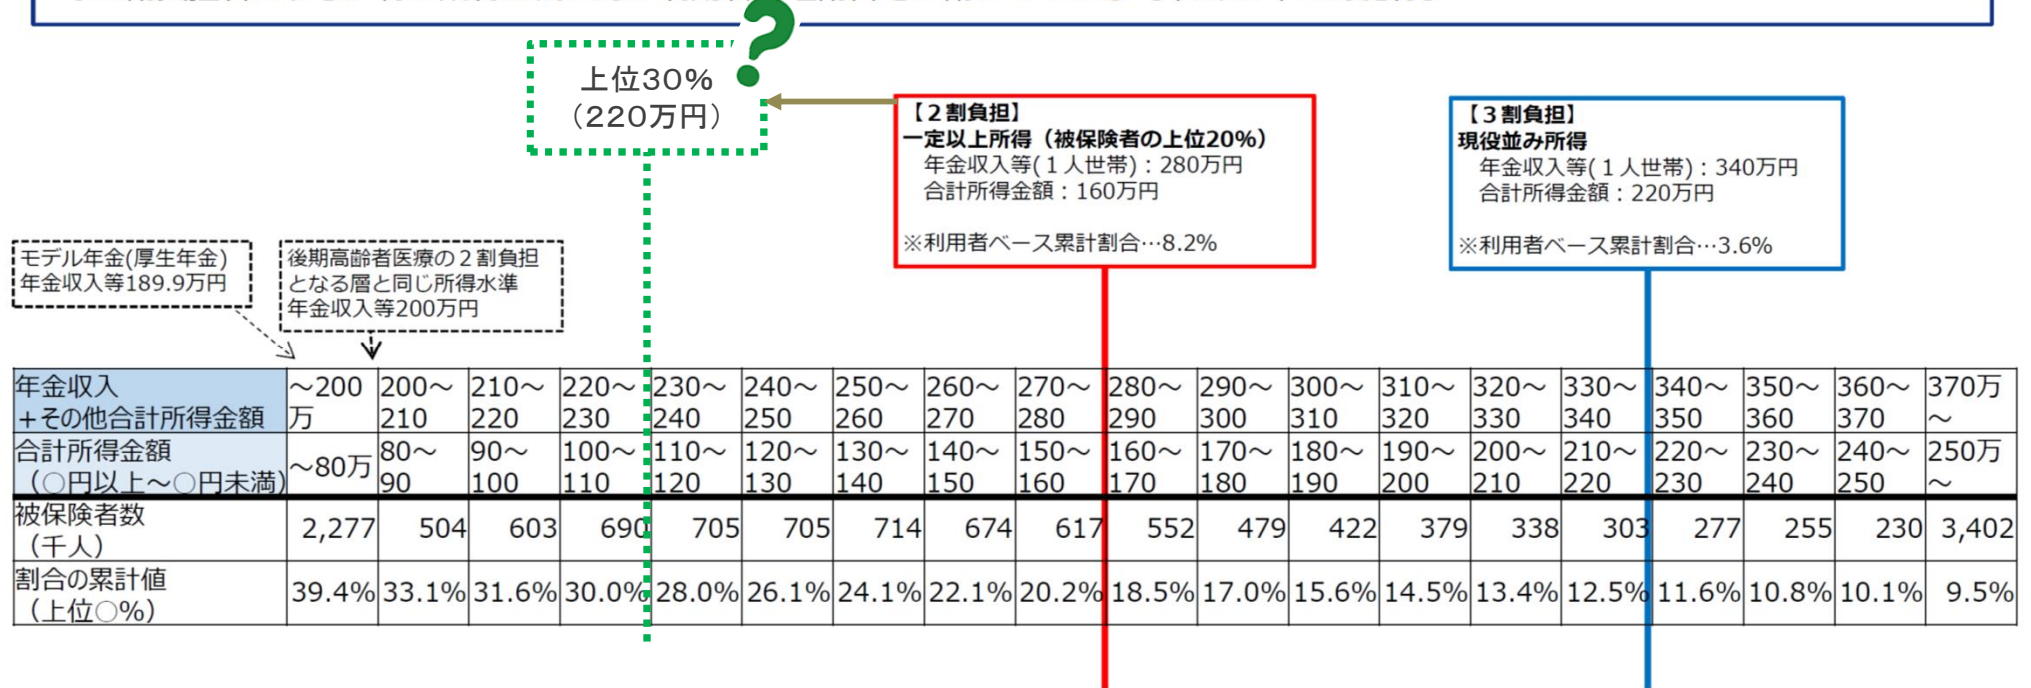 上位30%
(220万円)
?
【2割負担】
一定以上所得(被保険者の上位20%)
年金収入等(1人世帯):280万円
合計所得金額:160万円
※利用者ベース累計割合…8.2%
【3割負担】
現役並み所得
年金収入等(1人世帯):340万円
合計所得金額:220万円
※利用者ベース累計割合…3.6%
モデル年金(厚生年金)
年金収入等189.9万円
後期高齢者医療の2割負担
となる層と同じ所得水準
年金収入等200万円
年金収入 ~200 200~ 210~ 220~ 230~ 240~ 250~ 260~ 270~ 280~ 290~ 300~ 310~ 320~ 330~ 340~ 350~ 360~ 370万
+その他合計所得金額 万 210 220 230 240 250 260 270 280 290 300 310 320 330 340 350 360 370 ~
合計所得金額 ~80万 80~ 90~ 100~ 110~ 120~ 130~ 140~ 150~ 160~ 170~ 180~ 190~ 200~ 210~ 220~ 230~ 240~ 250万
(○円以上~○円未満) 90 100 110 120 130 140 150 160 170 180 190 200 210 220 230 240 250 ~
被保険者数 2,277 504 603 690 705 705 714 674 617 552 479 422 379 338 303 277 255 230 3,402
(千人)
割合の累計値 39.4% 33.1% 31.6% 30.0% 28.0% 26.1% 24.1% 22.1% 20.2% 18.5% 17.0% 15.6% 14.5% 13.4% 12.5% 11.6% 10.8% 10.1% 9.5%
(上位○%)